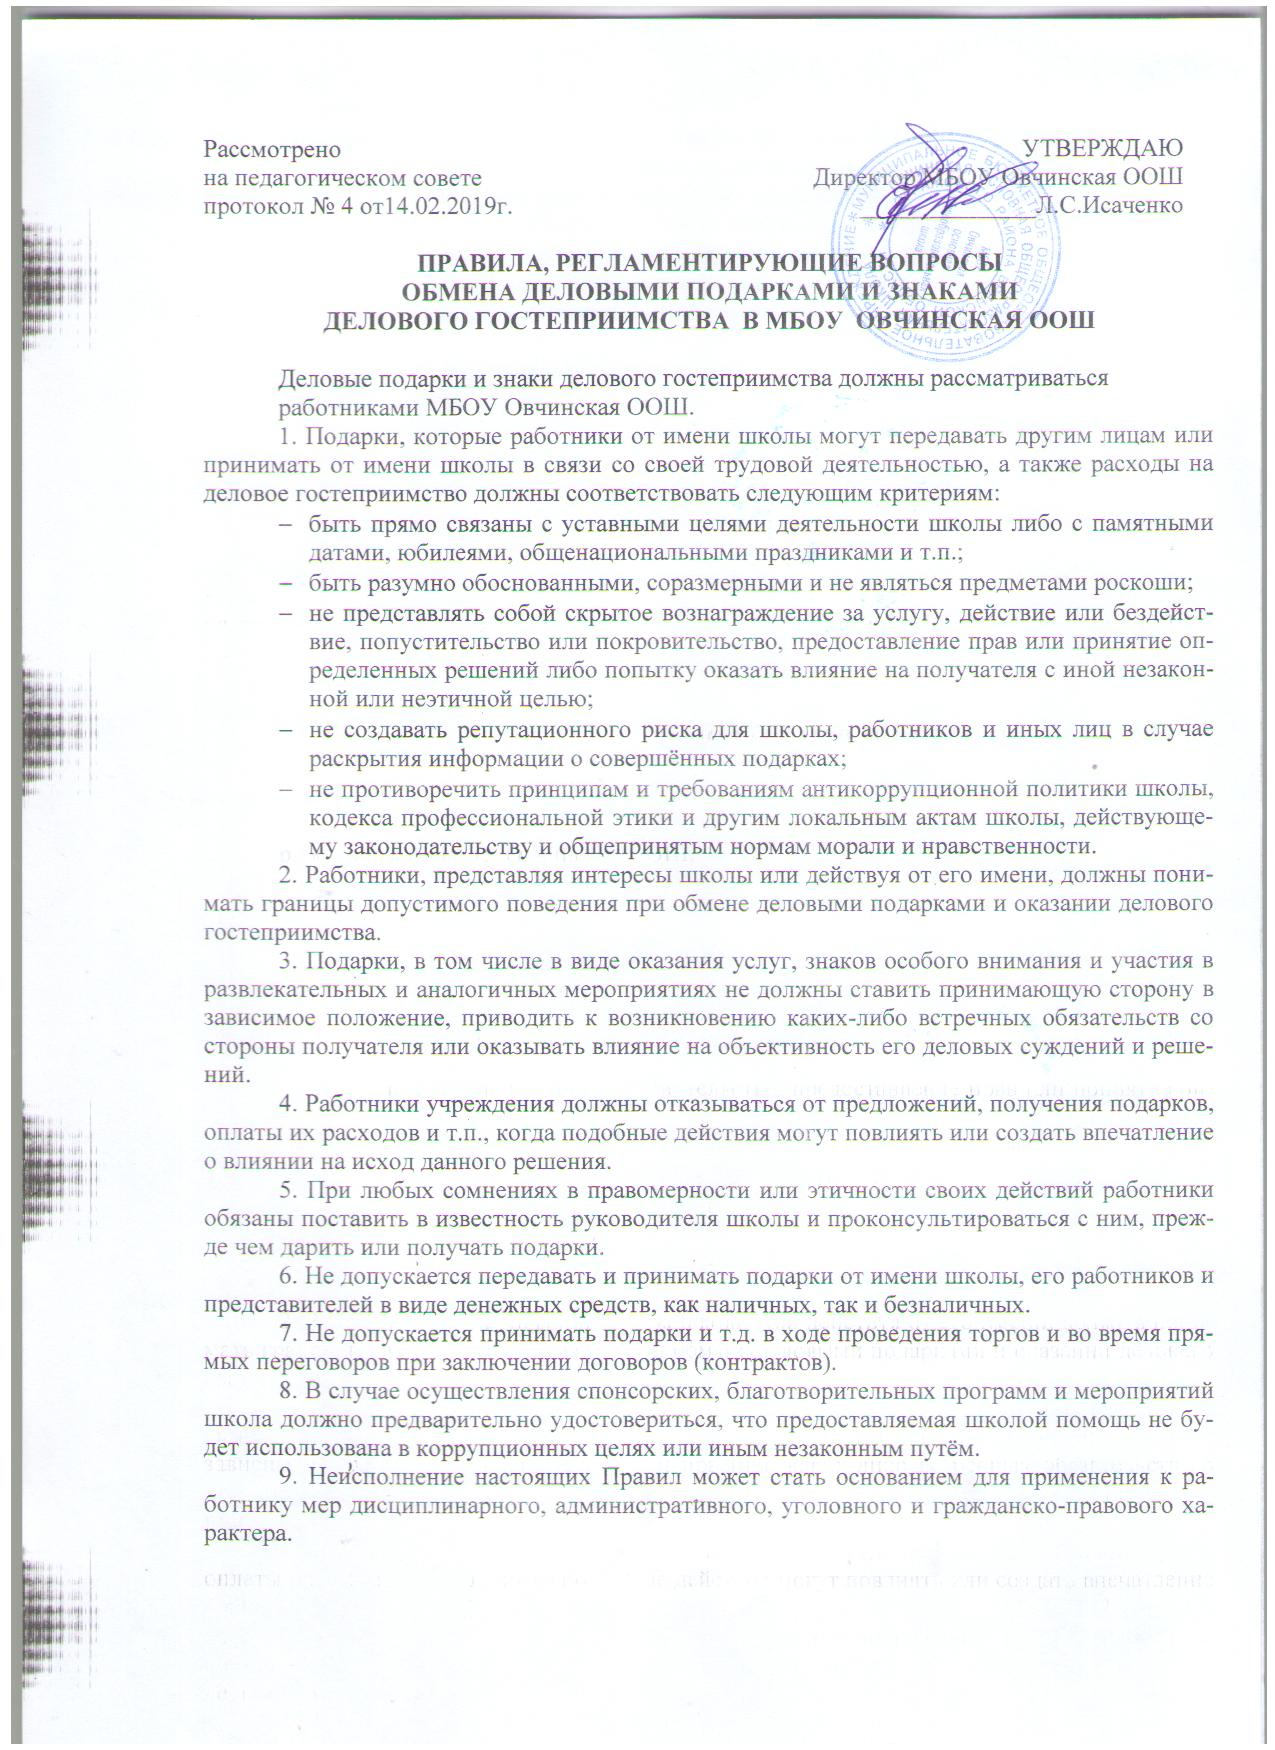 Рассмотрено
УТВЕРЖДАЮ
на педагогическом совете
Директор МБОУ Овчинская ООШ
протокол № 4 от14.02.2019г.
Л.С.Исаченко
ПРАВИЛА, РЕГЛАМЕНТИРУЮЩИЕ ВОПРОСЫ
ОБМЕНА ДЕЛОВЫМИ ПОДАРКАМИ И ЗНАКАМИ
ДЕЛОВОГО ГОСТЕПРИИМСТВА В МБОУ ОВЧИНСКАЯ ООШ
Деловые подарки и знаки делового гостеприимства должны рассматриваться
работниками МБОУ Овчинская ООШ.
1. Подарки, которые работники от имени школы могут передавать другим лицам или
принимать от имени школы в связи со своей трудовой деятельностью, а также расходы на
деловое гостеприимство должны соответствовать следующим критериям:
– быть прямо связаны с уставными целями деятельности школы либо с памятными
датами, юбилеями, общенациональными праздниками и т.п.;
– быть разумно обоснованными, соразмерными и не являться предметами роскоши;
– не представлять собой скрытое вознаграждение за услугу, действие или бездейст-
вие, попустительство или покровительство, предоставление прав или принятие оп-
ределенных решений либо попытку оказать влияние на получателя с иной незакон-
ной или неэтичной целью;
– не создавать репутационного риска для школы, работников и иных лиц в случае
раскрытия информации о совершённых подарках;
– не противоречить принципам и требованиям антикоррупционной политики школы,
кодекса профессиональной этики и другим локальным актам школы, действующе-
му законодательству и общепринятым нормам морали и нравственности.
2. Работники, представляя интересы школы или действуя от его имени, должны пони-
мать границы допустимого поведения при обмене деловыми подарками и оказании делового
гостеприимства.
3. Подарки, в том числе в виде оказания услуг, знаков особого внимания и участия в
развлекательных и аналогичных мероприятиях не должны ставить принимающую сторону в
зависимое положение, приводить к возникновению каких-либо встречных обязательств со
стороны получателя или оказывать влияние на объективность его деловых суждений и реше-
ний.
4. Работники учреждения должны отказываться от предложений, получения подарков,
оплаты их расходов и т.п., когда подобные действия могут повлиять или создать впечатление
о влиянии на исход данного решения.
5. При любых сомнениях в правомерности или этичности своих действий работники
обязаны поставить в известность руководителя школы и проконсультироваться с ним, преж-
де чем дарить или получать подарки.
6. Не допускается передавать и принимать подарки от имени школы, его работников и
представителей в виде денежных средств, как наличных, так и безналичных.
7. Не допускается принимать подарки и т.д. в ходе проведения торгов и во время пря-
мых переговоров при заключении договоров (контрактов).
8. В случае осуществления спонсорских, благотворительных программ и мероприятий
школа должно предварительно удостовериться, что предоставляемая школой помощь не бу-
дет использована в коррупционных целях или иным незаконным путём.
9. Неисполнение настоящих Правил может стать основанием для применения к ра-
ботнику мер дисциплинарного, административного, уголовного и гражданско-правового ха-
рактера.